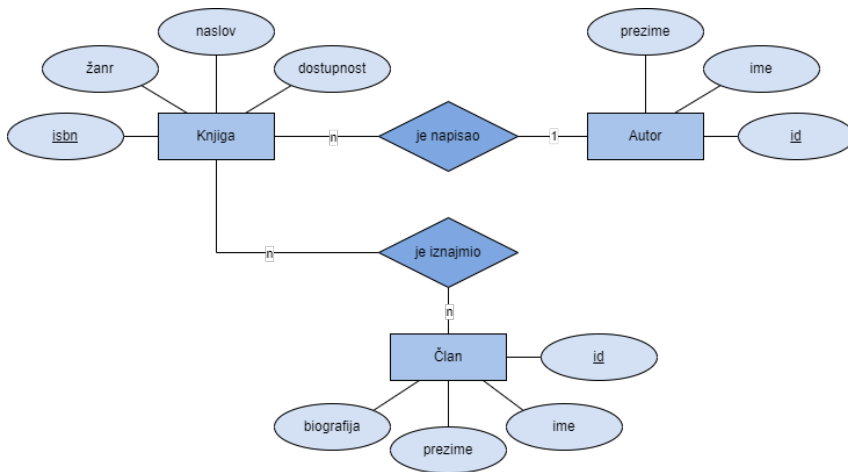 naslov
prezime
žanr
dostupnost
ime
isbn
Knjiga
n
je napisao
1
Autor
id
n
je iznajmio
n
Član
id
biografija
prezime
ime